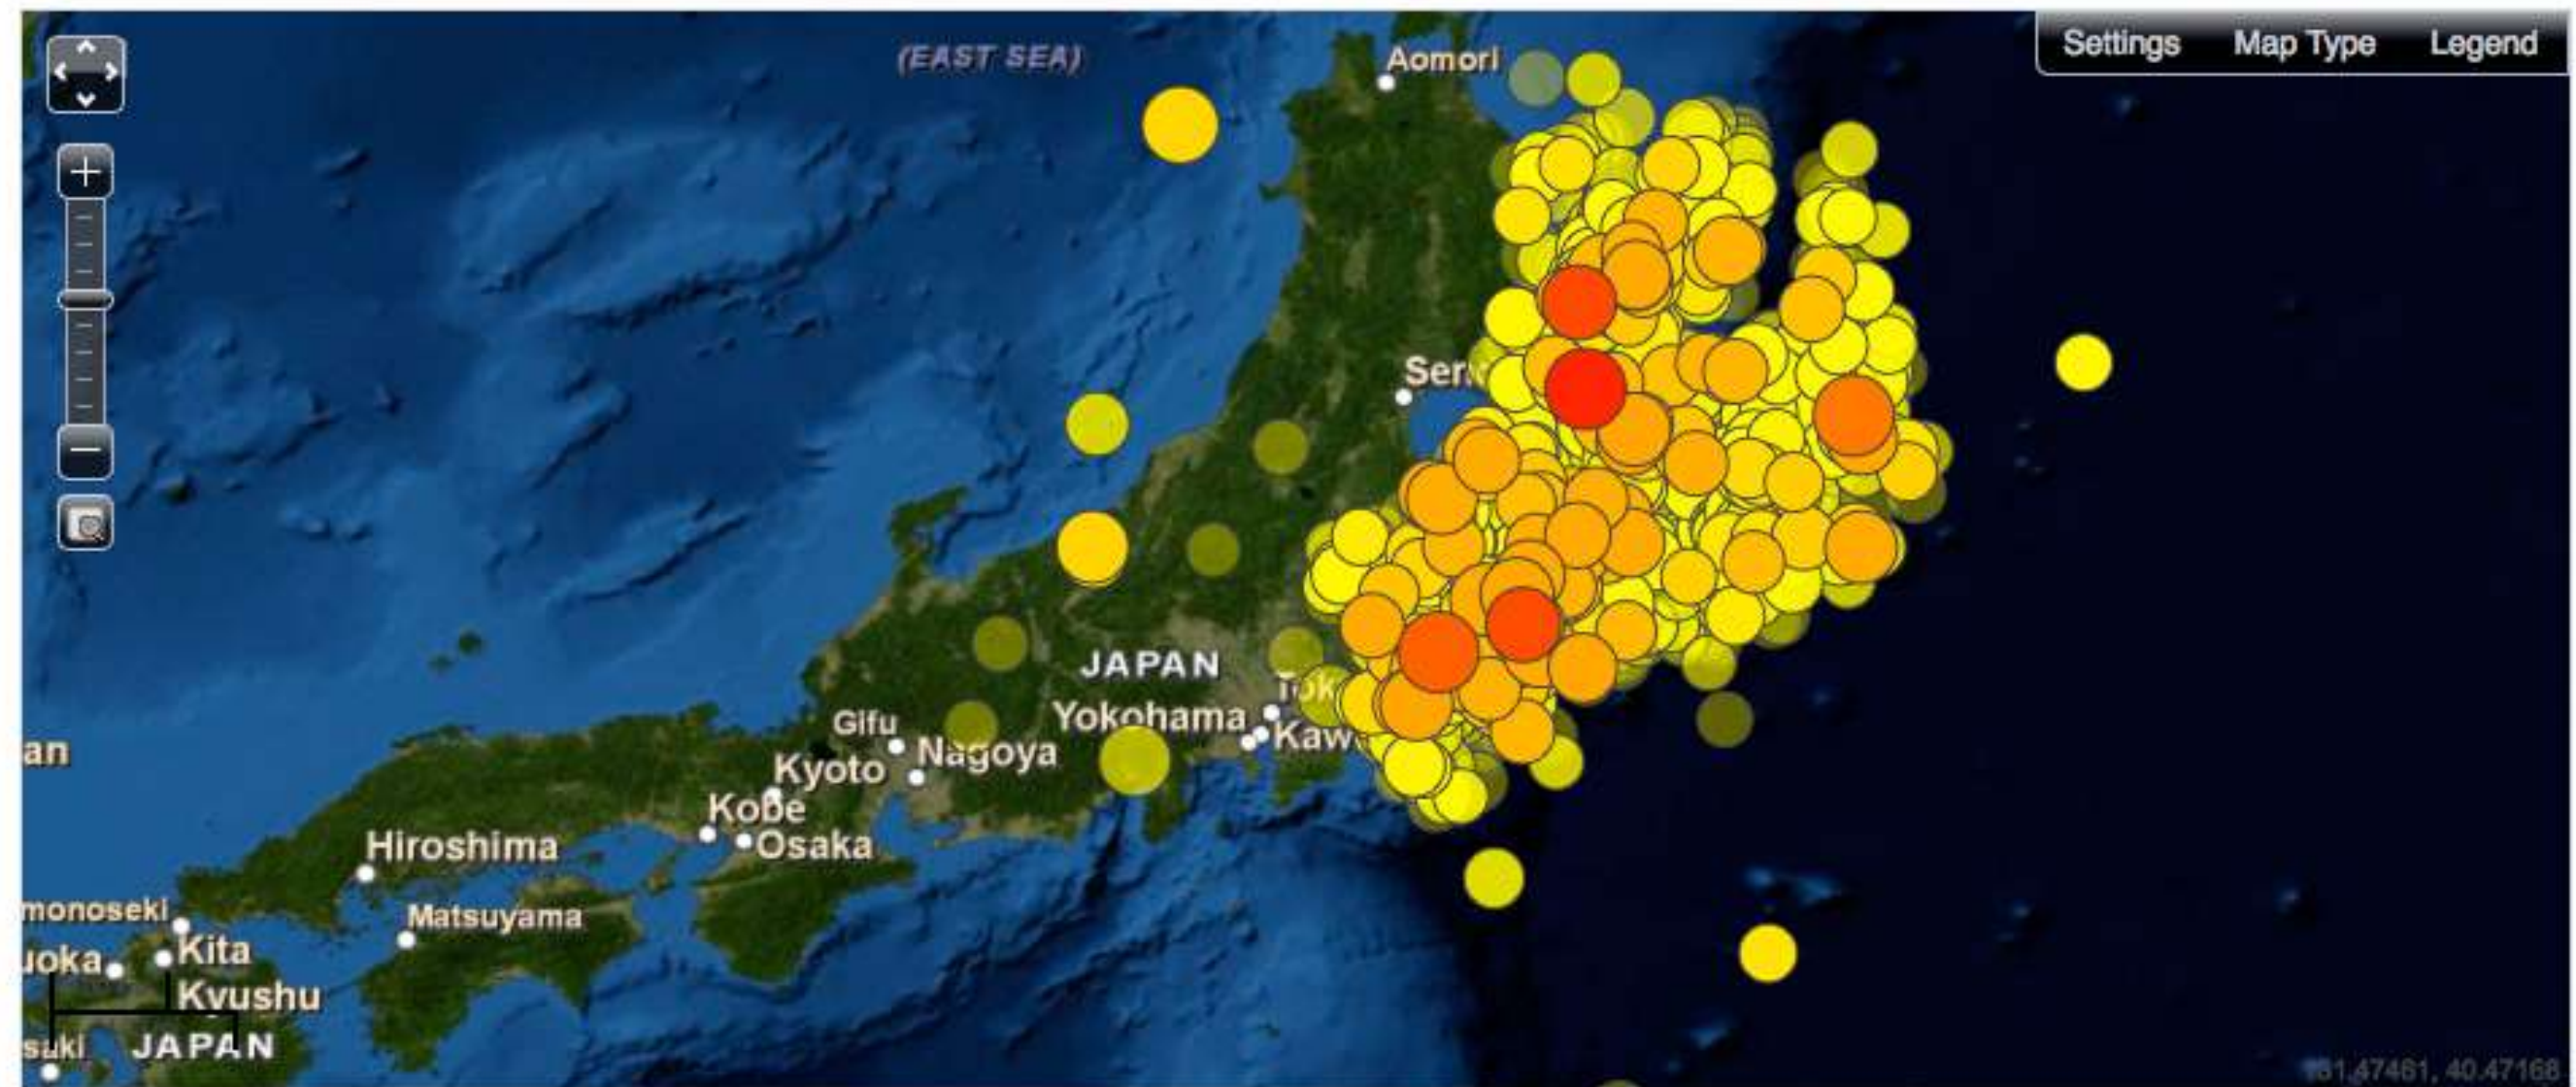 (EAST SEA)
Aomori
Settings
Map Type
Legend
JAPAN
Yokohama
Gifu
Nagoya
Kyoto
Kobe
Osaka
Hiroshima
Matsuyama
Kita
Kyushu
JAPAN